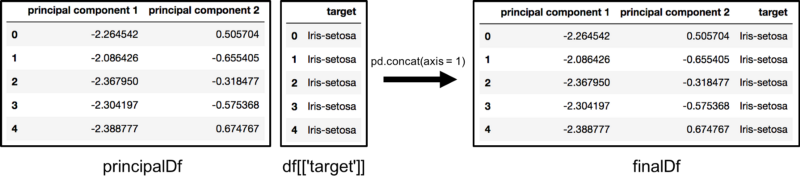 principal component 1 principal component 2
0 -2.264542 0.505704
1 -2.086426 -0.655405
2 -2.367950 -0.318477
3 -2.304197 -0.575368
4 -2.388777 0.674767
principalDf
target
0 Iris-setosa
1 Iris-setosa
2 Iris-setosa
3 Iris-setosa
4 Iris-setosa
df[['target']]
pd.concat(axis = 1)
principal component 1 principal component 2 target
0 -2.264542 0.505704 Iris-setosa
1 -2.086426 -0.655405 Iris-setosa
2 -2.367950 -0.318477 Iris-setosa
3 -2.304197 -0.575368 Iris-setosa
4 -2.388777 0.674767 Iris-setosa
finalDf